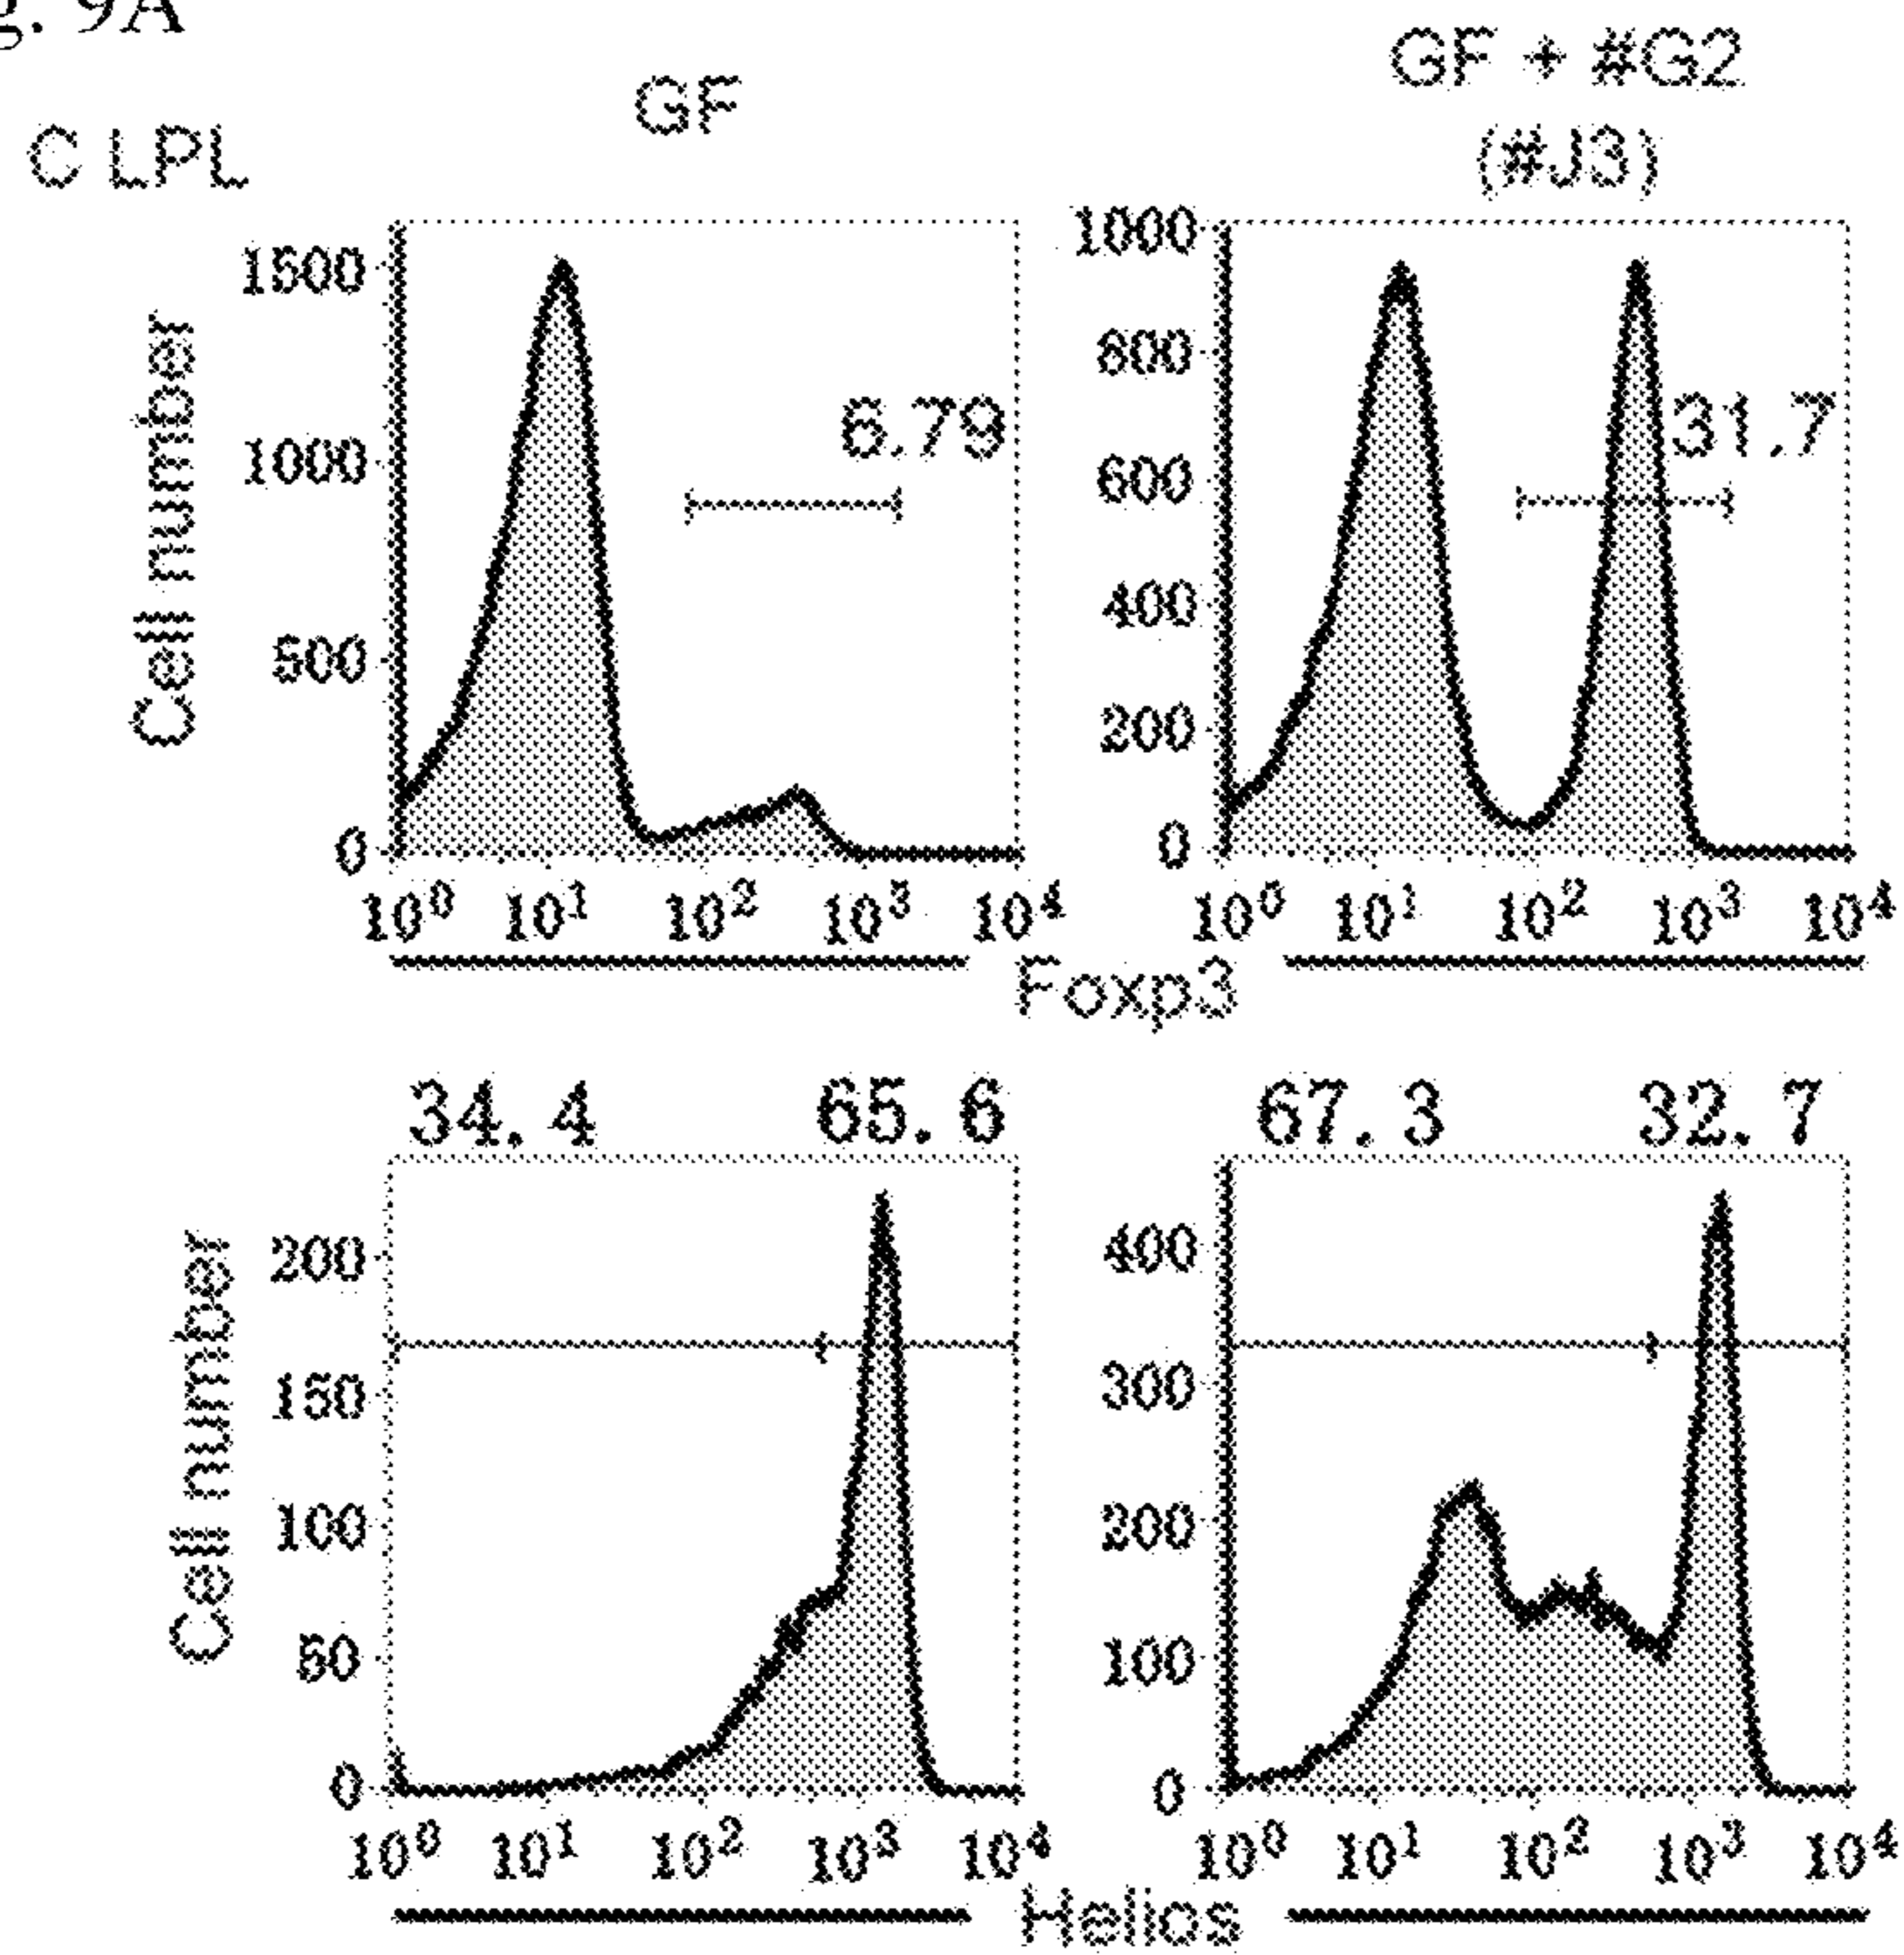 g. 9A
GF
GF + #G2
(#J3)
C LPL
Cell number
1500
1000
500
0
6.79
10⁰ 10¹ 10² 10³ 10⁴
1000
800
600
400
200
0
31.7
10⁰ 10¹ 10² 10³ 10⁴
Foxp3
34.4 65.6
67.3 32.7
Cell number
200
150
100
50
0
10⁰ 10¹ 10² 10³ 10⁴
400
300
200
100
0
10⁰ 10¹ 10² 10³ 10⁴
Helios